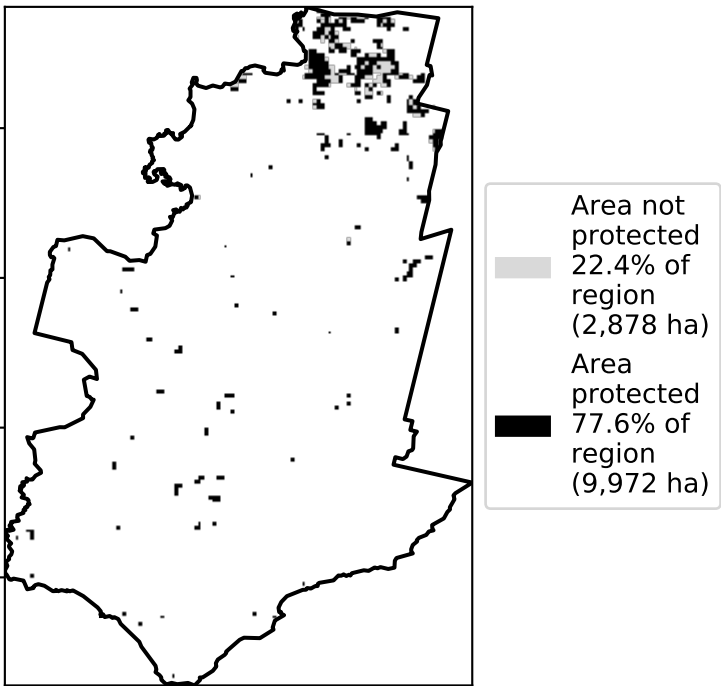 Area not
protected
22.4% of
region
(2,878 ha)
Area
protected
77.6% of
region
(9,972 ha)